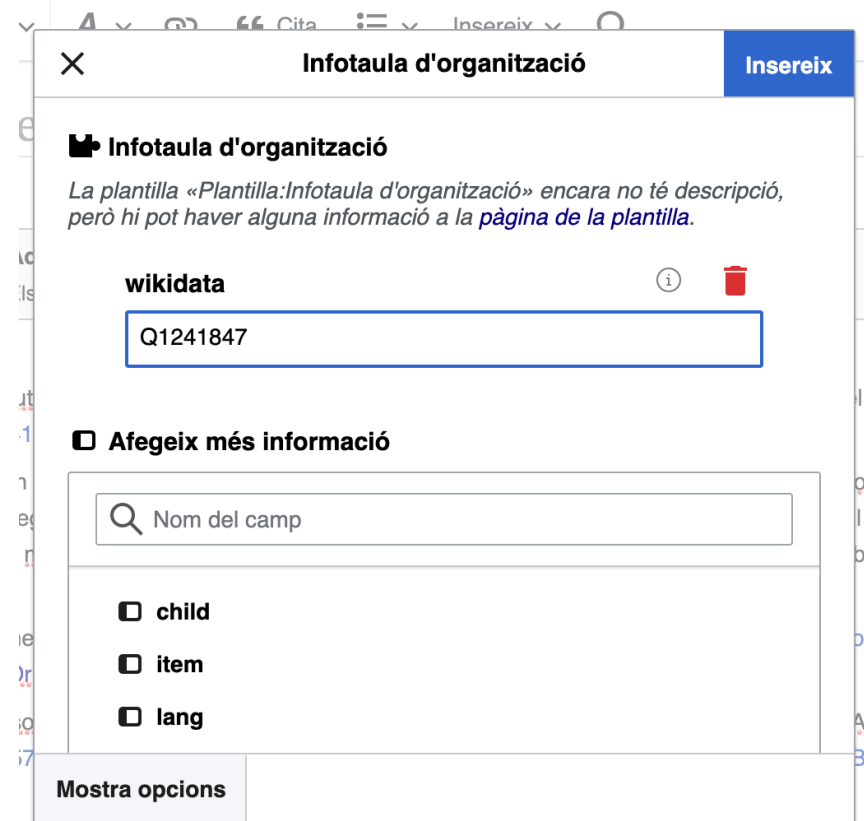 Cita
Insereix
Infotaula d'organització
Insereix
Infotaula d'organització
La plantilla «Plantilla:Infotaula d'organització» encara no té descripció,
però hi pot haver alguna informació a la pàgina de la plantilla.
wikidata
Q1241847
Afegeix més informació
Nom del camp
child
item
lang
Mostra opcions